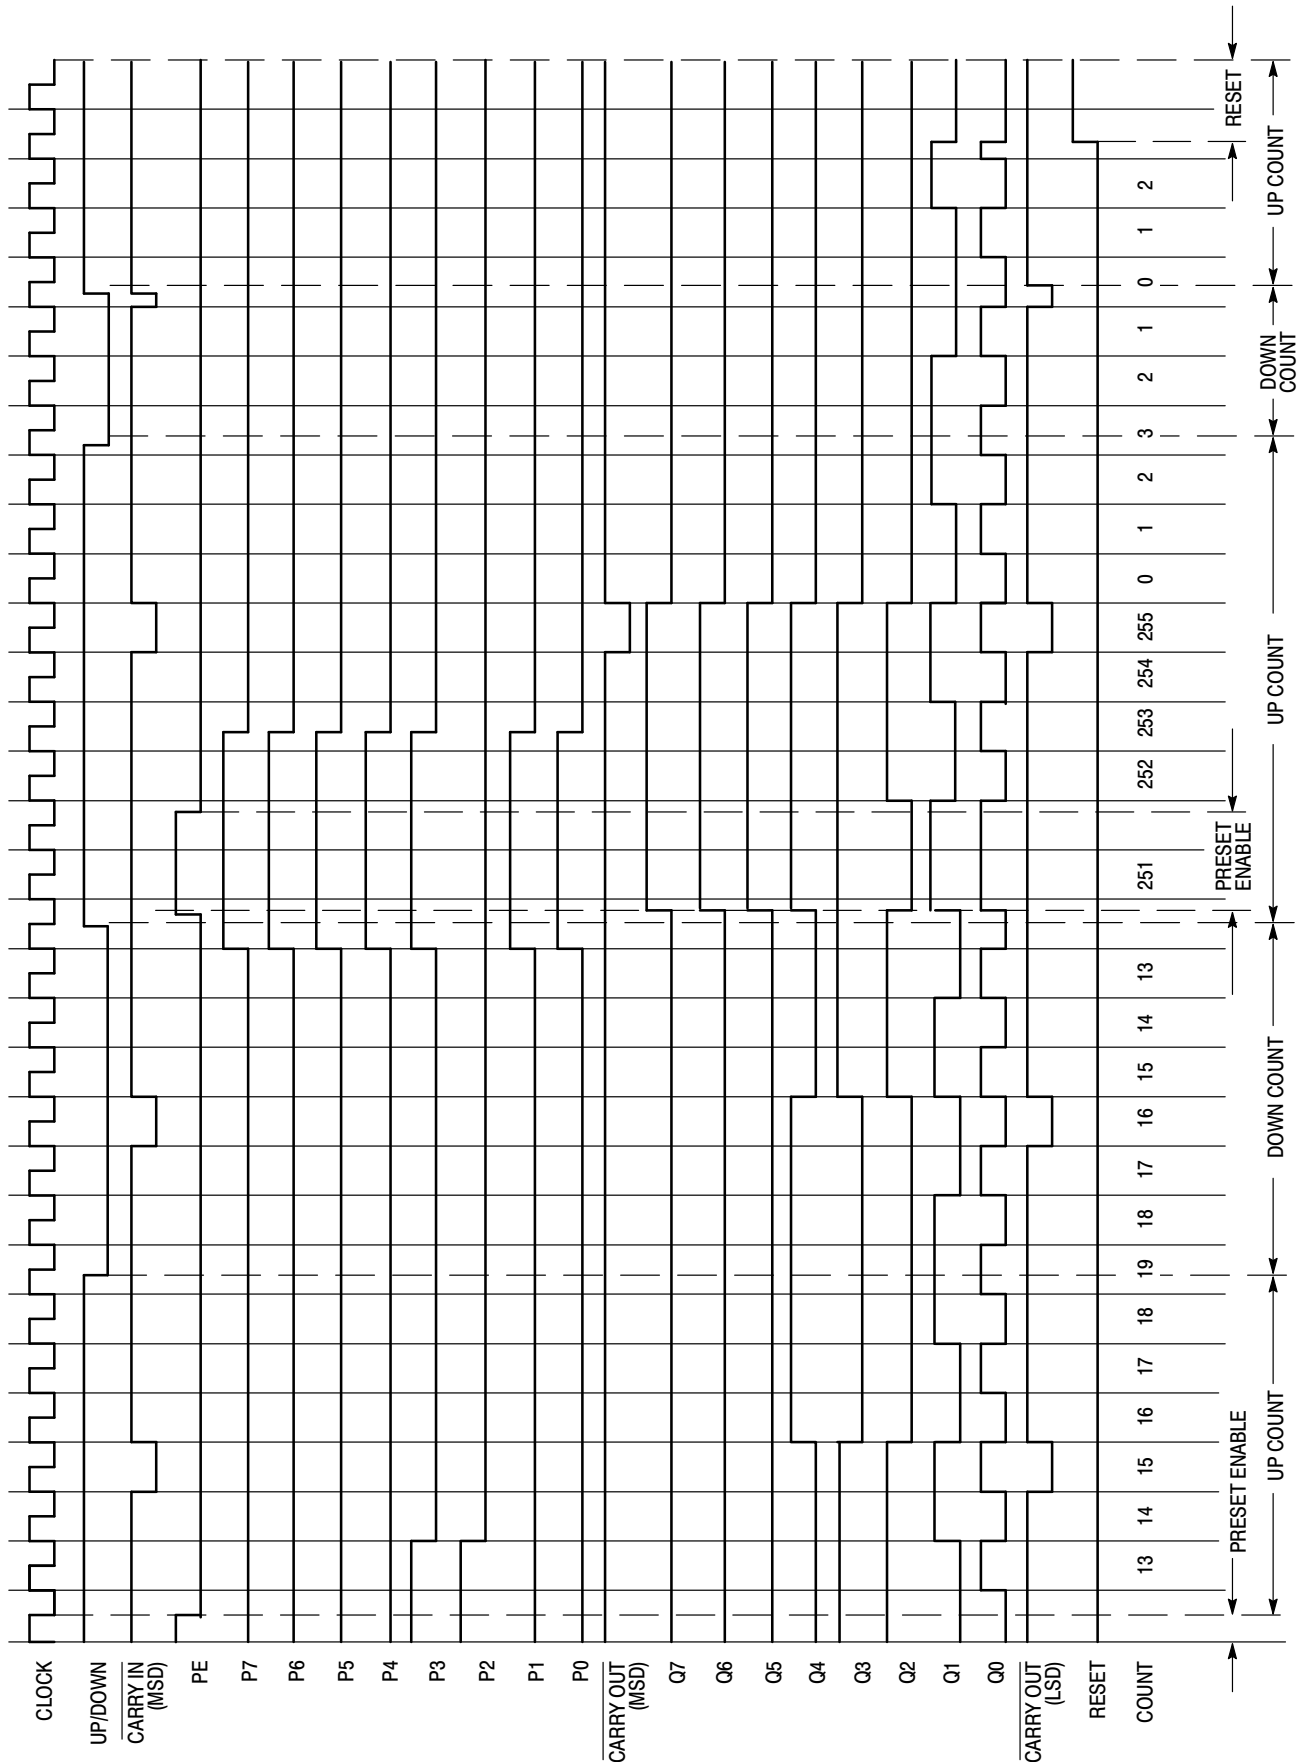 CLOCK
UP/DOWN
CARRY IN
(MSD)
PE
P7
P6
P5
P4
P3
P2
P1
P0
CARRY OUT
(MSD)
Q7
Q6
Q5
Q4
Q3
Q2
Q1
Q0
CARRY OUT
(LSD)
RESET
COUNT 13 14 15 16 17 18 19 18 17 16 15 14 13 251 252 253 254 255 0 1 2 3 2 1 0 1 2
PRESET ENABLE
PRESET
ENABLE
RESET
UP COUNT
DOWN COUNT
UP COUNT
DOWN
COUNT
UP COUNT